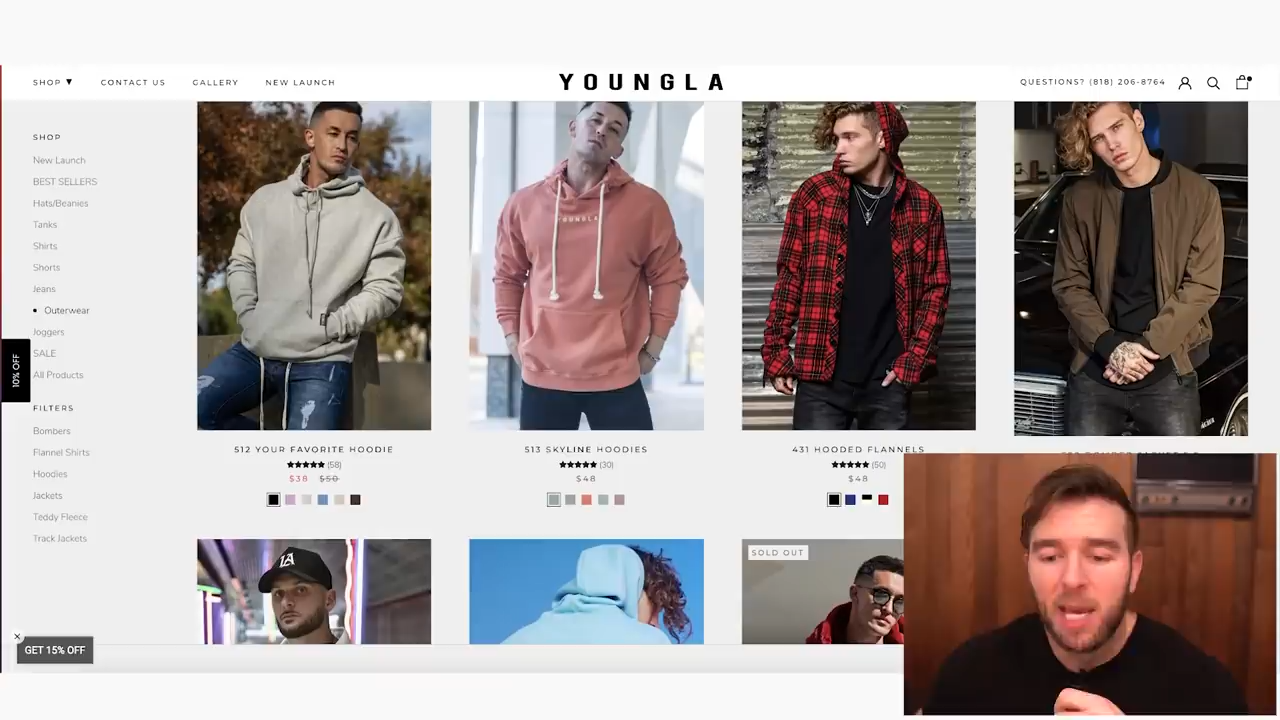 SHOP ▼
CONTACT US
GALLERY
NEW LAUNCH
YOUNGLA
QUESTIONS? (818) 206-8764
SHOP
New Launch
BEST SELLERS
Hats/Beanies
Tanks
Shirts
Shorts
Jeans
Outerwear
Joggers
SALE
All Products
10% OFF
FILTERS
Bombers
Flannel Shirts
Hoodies
Jackets
Teddy Fleece
Track Jackets
GET 15% OFF
YOUNGLA
512 YOUR FAVORITE HOODIE
(58)
$38 $50
513 SKYLINE HOODIES
(30)
$48
431 HOODED FLANNELS
(50)
$48
LA
SOLD OUT